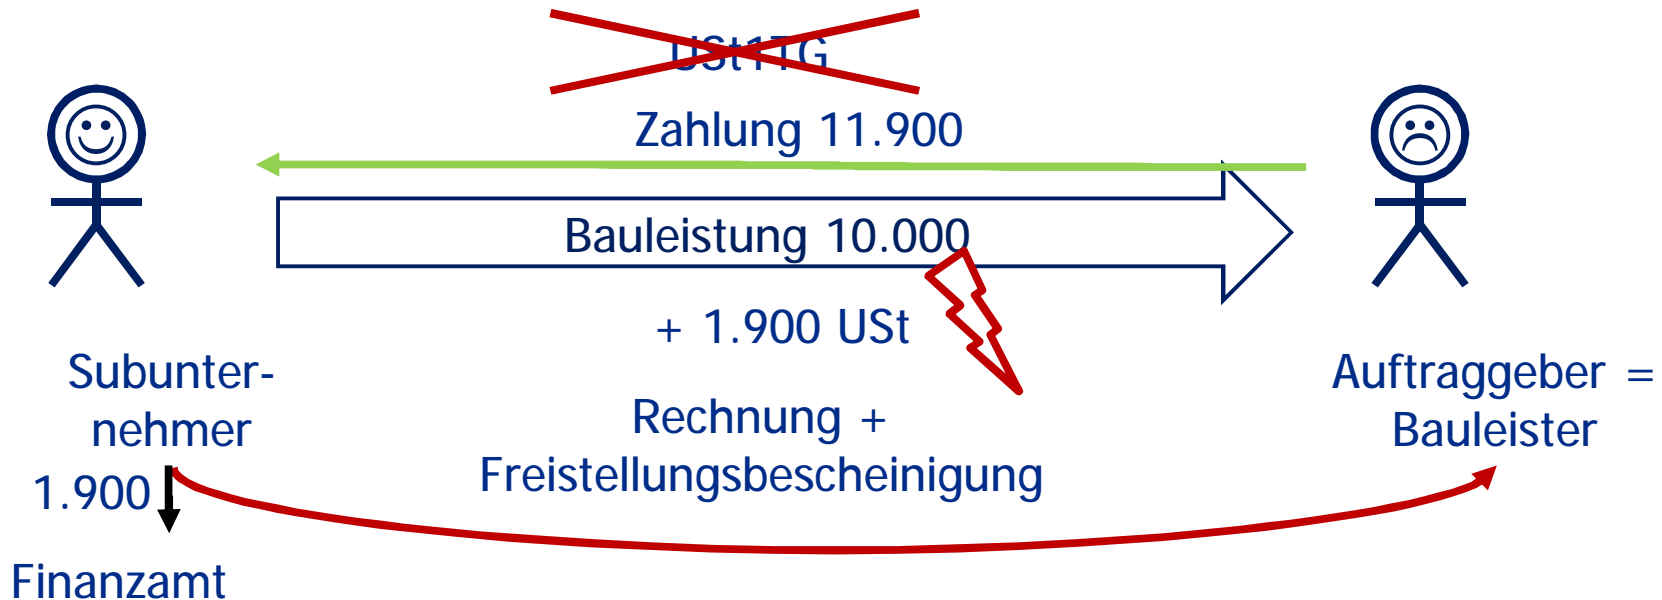 USt1TG
Zahlung 11.900
Bauleistung 10.000
+ 1.900 USt
Rechnung +
Freistellungsbescheinigung
Subunter-
nehmer
1.900
Finanzamt
Auftraggeber =
Bauleister